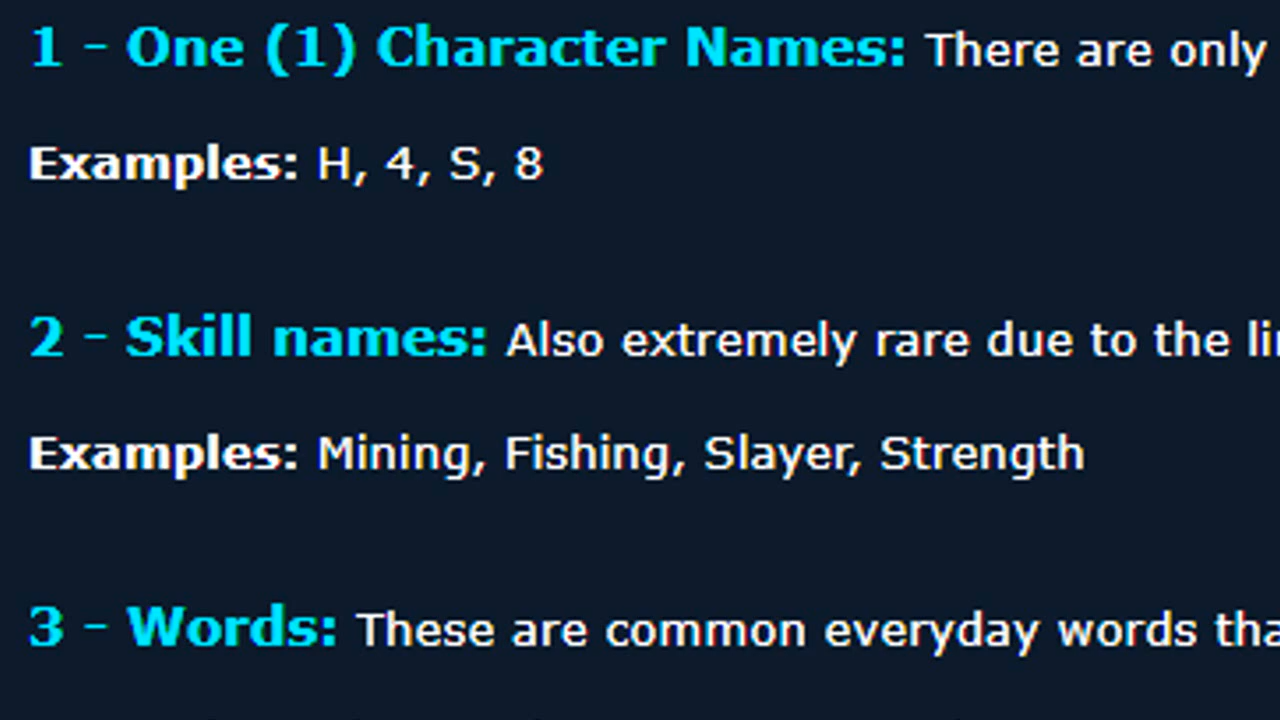 1 - One (1) Character Names: There are only
Examples: H, 4, S, 8
2 - Skill names: Also extremely rare due to the
Examples: Mining, Fishing, Slayer, Strength
3 - Words: These are common everyday words